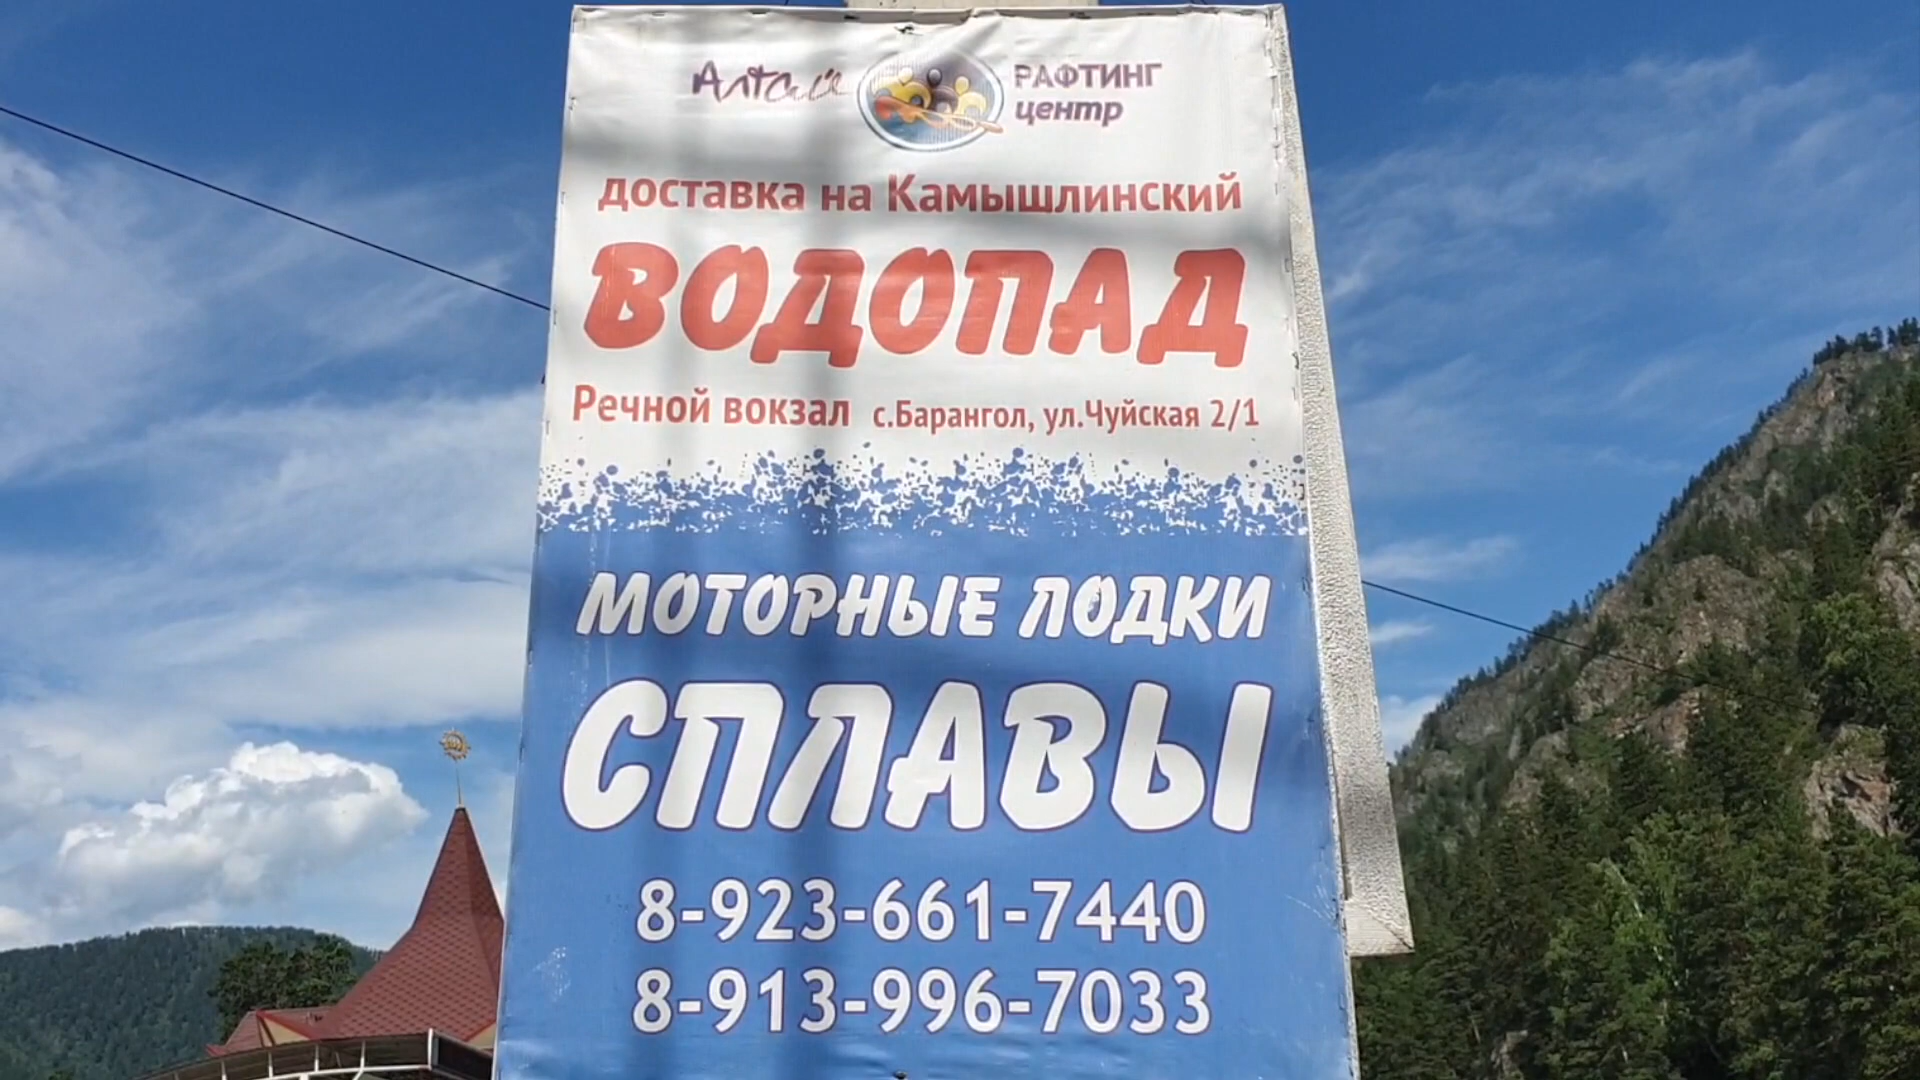 Алтай РАФТИНГ
центр
доставка на Камышлинский
ВОДОПАД
Речной вокзал с.Барангол, ул.Чуйская 2/1
МОТОРНЫЕ ЛОДКИ
СПЛАВЫ
8-923-661-7440
8-913-996-7033